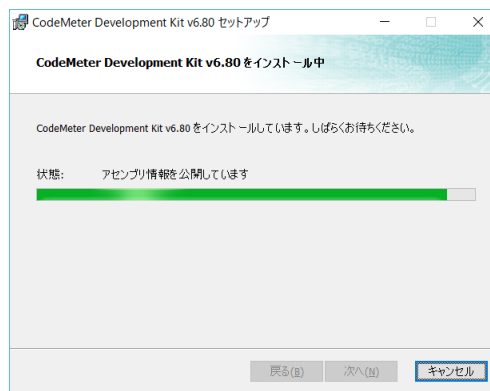 CodeMeter Development Kit v6.80 セットアップ
CodeMeter Development Kit v6.80 をインストール中
CodeMeter Development Kit v6.80 をインストールしています。しばらくお待ちください。
状態: アセンブリ情報を公開しています
戻る(B) 次へ(N) キャンセル